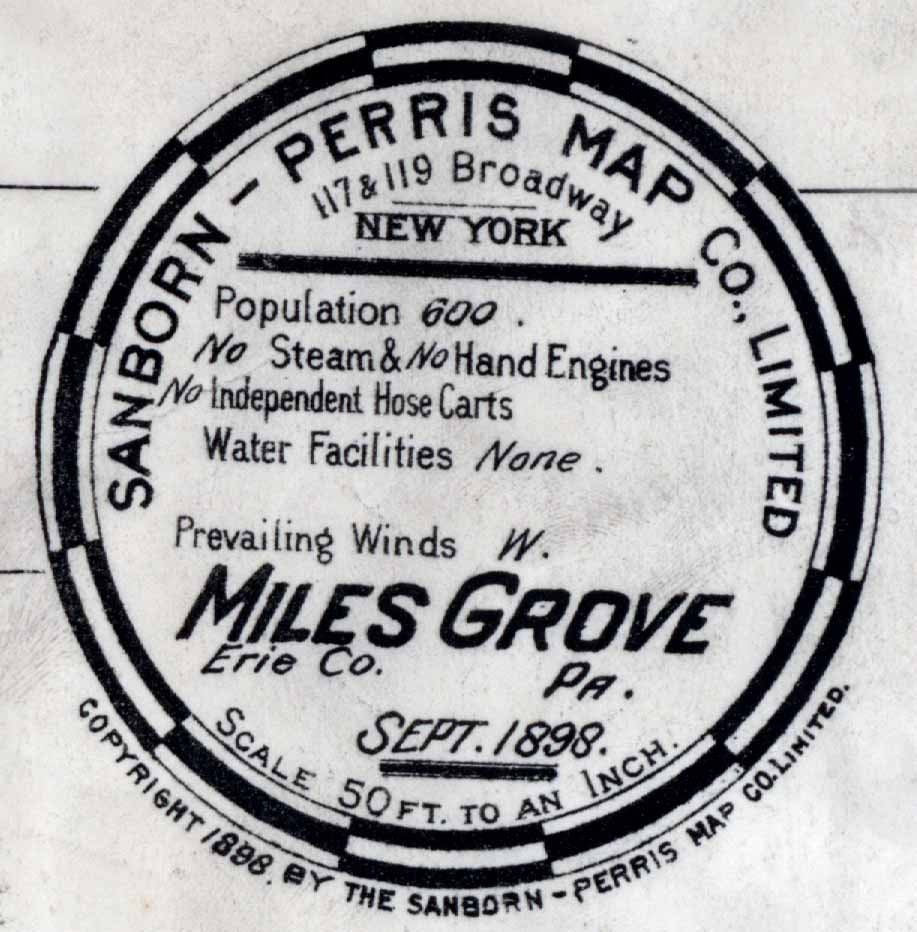 SANBORN - PERRIS MAP CO., LIMITED
117 & 119 Broadway
NEW YORK
Population 600 .
No Steam & No Hand Engines
No Independent Hose Carts
Water Facilities None .
Prevailing Winds W.
MILES GROVE
Erie Co. PA.
SEPT. 1898.
SCALE 50 FT. TO AN INCH.
COPYRIGHT 1898, BY THE SANBORN - PERRIS MAP CO. LIMITED.